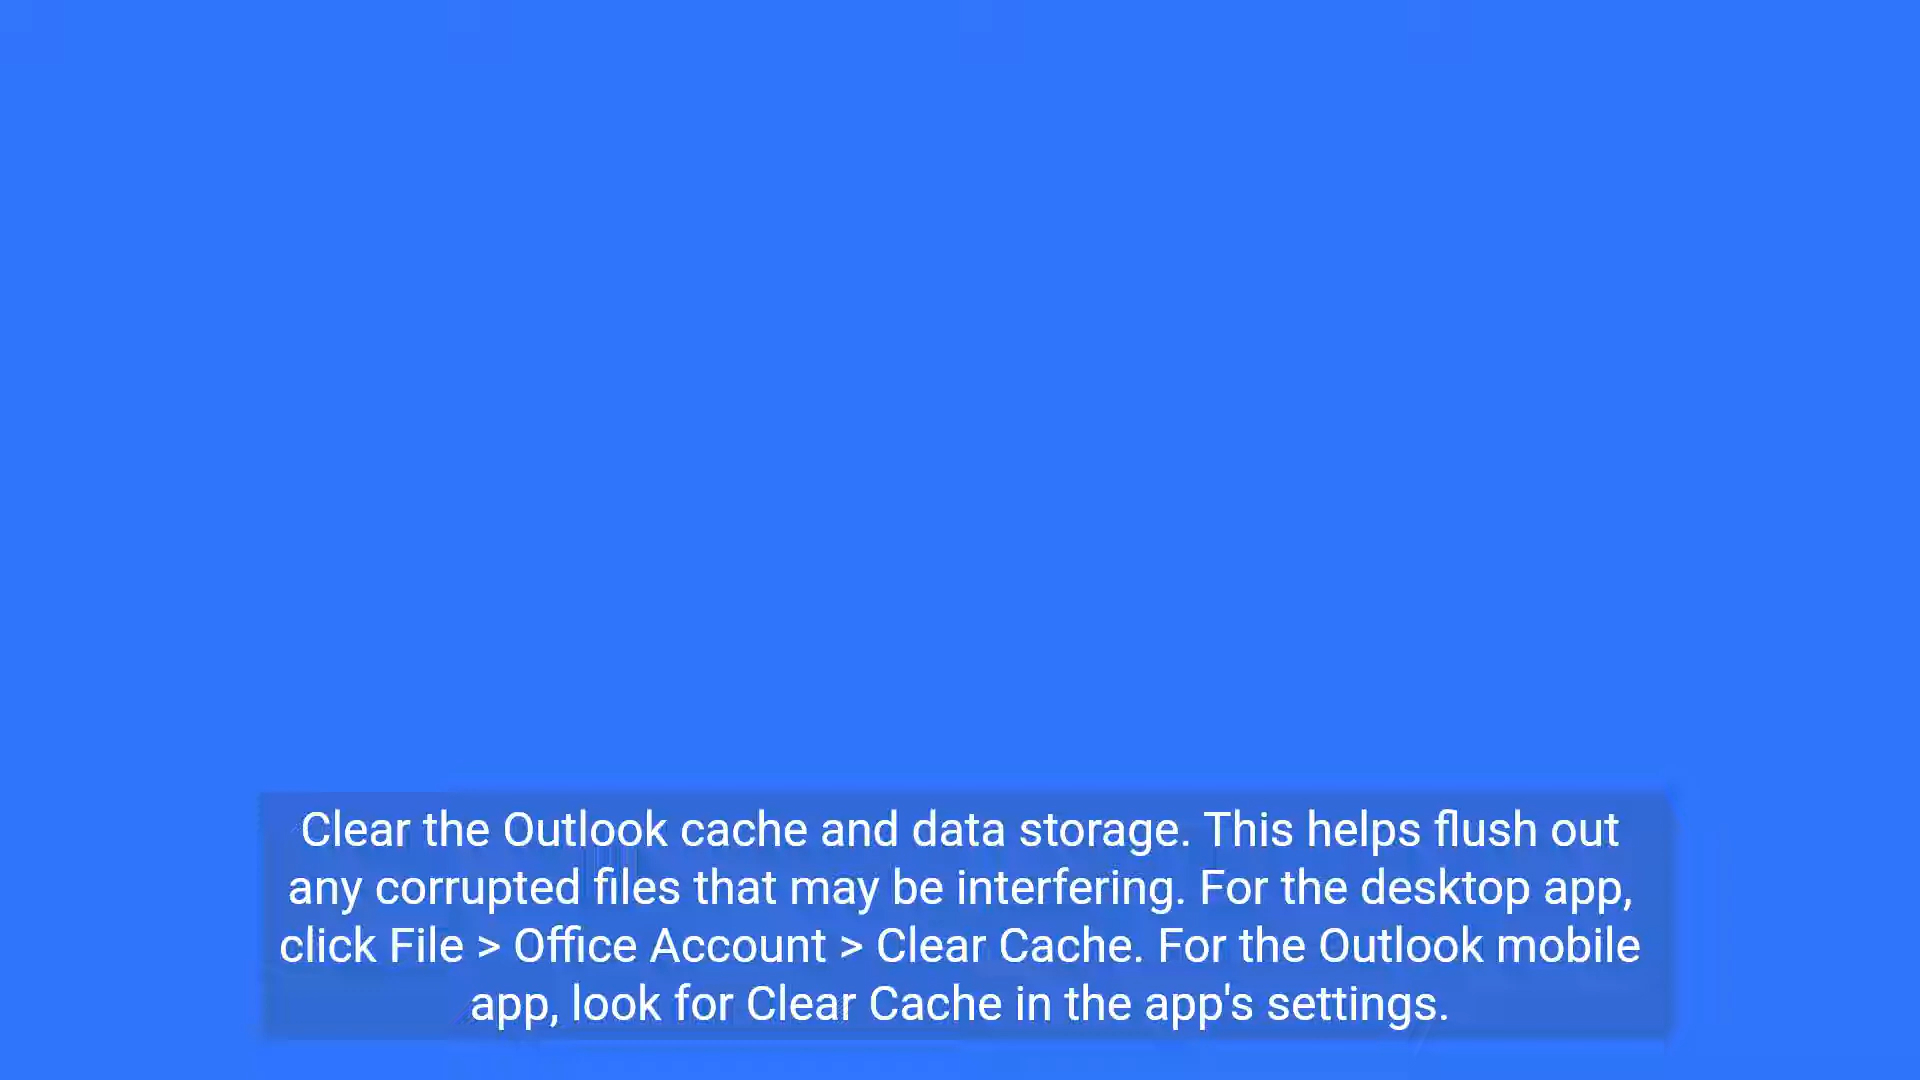 Clear the Outlook cache and data storage. This helps flush out
any corrupted files that may be interfering. For the desktop app,
click File > Office Account > Clear Cache. For the Outlook mobile
app, look for Clear Cache in the app's settings.